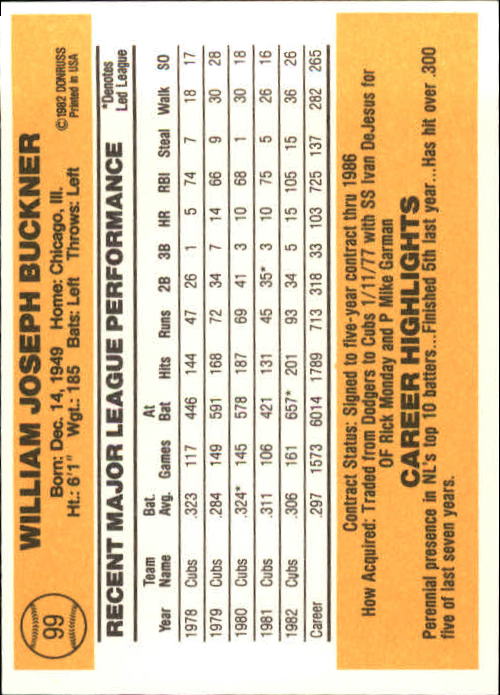 99
WILLIAM JOSEPH BUCKNER
Born: Dec. 14, 1949 Home: Chicago, Ill.
Ht.: 6'1" Wgt.: 185 Bats: Left Throws: Left
©1982 DONRUSS
Printed in USA
RECENT MAJOR LEAGUE PERFORMANCE
*Denotes
Led League
Team Bat. At
Year Name Avg. Games Bat Hits Runs 2B 3B HR RBI Steal Walk SO
1978 Cubs .323 117 446 144 47 26 1 5 74 7 18 17
1979 Cubs .284 149 591 168 72 34 7 14 66 9 30 28
1980 Cubs .324* 145 578 187 69 41 3 10 68 1 30 18
1981 Cubs .311 106 421 131 45 35* 3 10 75 5 26 16
1982 Cubs .306 161 657* 201 93 34 5 15 105 15 36 26
Career .297 1573 6014 1789 713 318 33 103 725 137 282 265
Contract Status: Signed to five-year contract thru 1986
How Acquired: Traded from Dodgers to Cubs 1/11/77 with SS Ivan DeJesus for
OF Rick Monday and P Mike Garman
CAREER HIGHLIGHTS
Perennial presence in NL's top 10 batters...Finished 5th last year...Has hit over .300
five of last seven years.